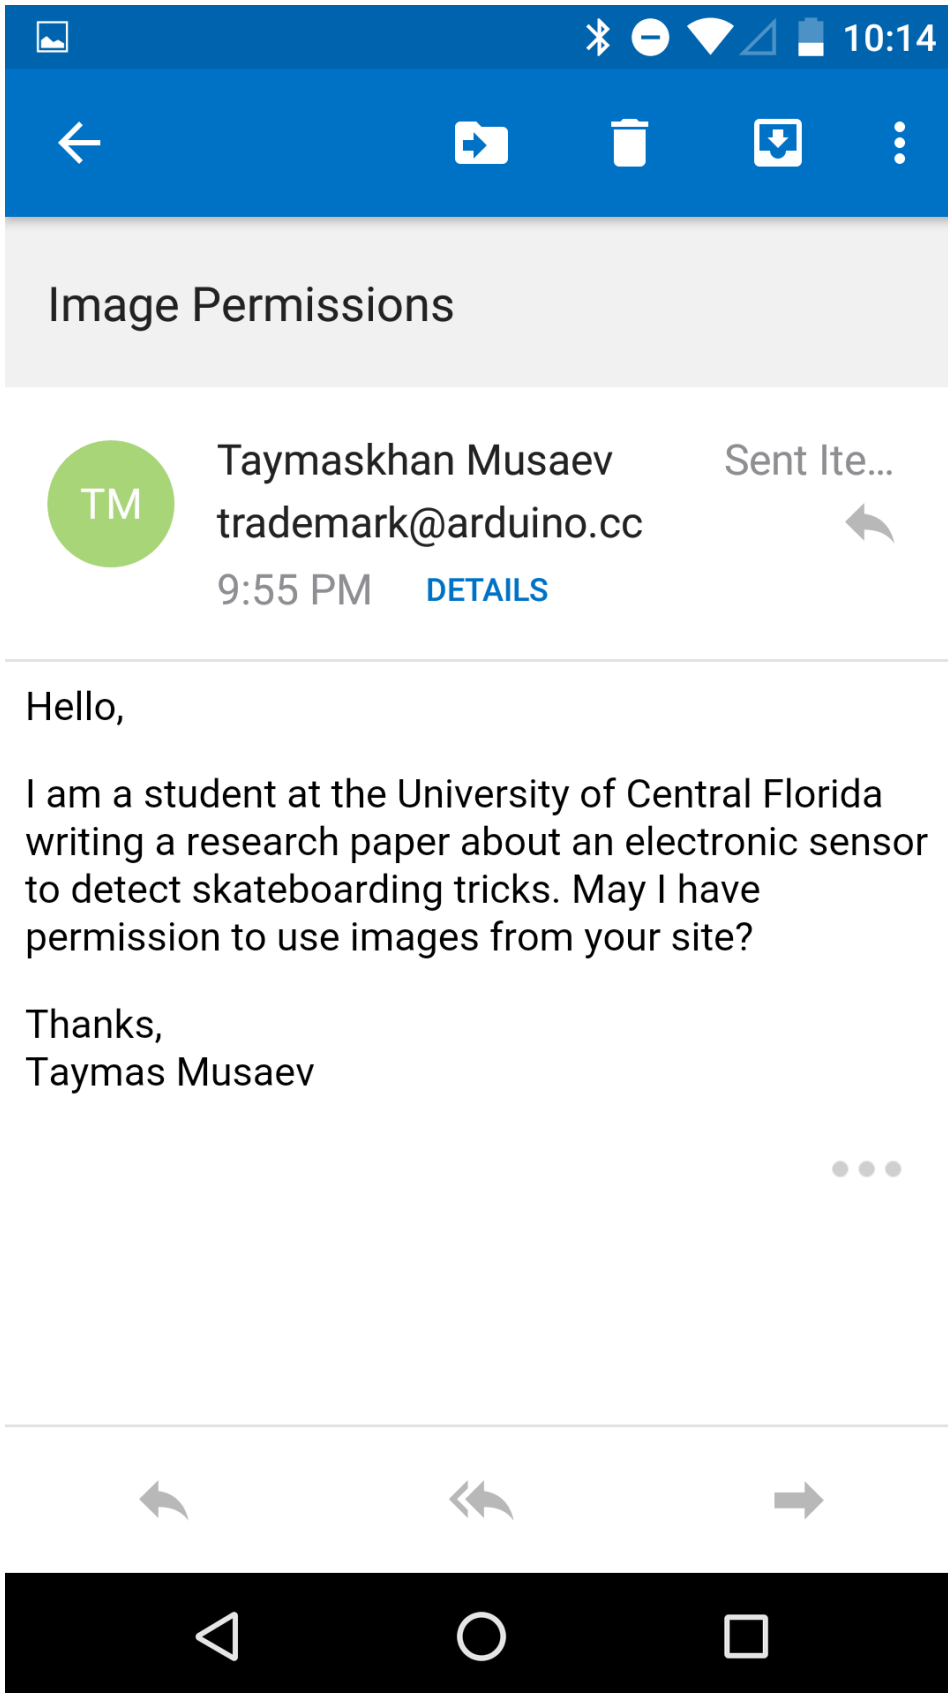 10:14
Image Permissions
TM
Taymaskhan Musaev
Sent Ite...
trademark@arduino.cc
9:55 PM
DETAILS
Hello,
I am a student at the University of Central Florida
writing a research paper about an electronic sensor
to detect skateboarding tricks. May I have
permission to use images from your site?
Thanks,
Taymas Musaev